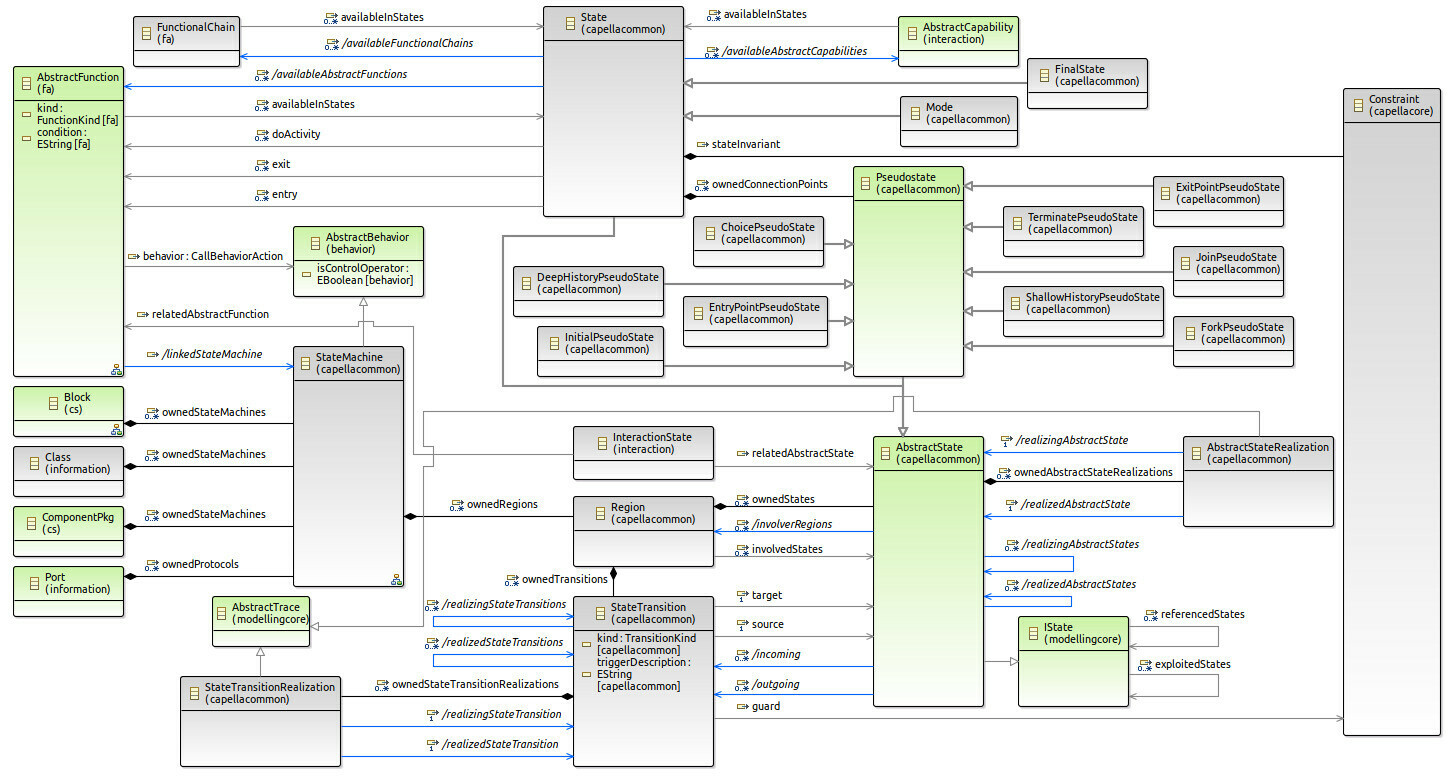 FunctionalChain
(fa)
0..* availableInStates
0..* /availableFunctionalChains
State
(capellacommon)
0..* availableInStates
0..* /availableAbstractCapabilities
AbstractCapability
(interaction)
AbstractFunction
(fa)
kind :
FunctionKind [fa]
condition :
EString [fa]
0..* /availableAbstractFunctions
0..* availableInStates
0..* doActivity
0..* exit
0..* entry
FinalState
(capellacommon)
Mode
(capellacommon)
Constraint
(capellacore)
stateInvariant
0..* ownedConnectionPoints
Pseudostate
(capellacommon)
ExitPointPseudoState
(capellacommon)
TerminatePseudoState
(capellacommon)
ChoicePseudoState
(capellacommon)
JoinPseudoState
(capellacommon)
DeepHistoryPseudoState
(capellacommon)
ShallowHistoryPseudoState
(capellacommon)
EntryPointPseudoState
(capellacommon)
ForkPseudoState
(capellacommon)
InitialPseudoState
(capellacommon)
AbstractBehavior
(behavior)
isControlOperator :
EBoolean [behavior]
behavior : CallBehaviorAction
relatedAbstractFunction
/linkedStateMachine
StateMachine
(capellacommon)
Block
(cs)
0..* ownedStateMachines
Class
(information)
0..* ownedStateMachines
ComponentPkg
(cs)
0..* ownedStateMachines
Port
(information)
0..* ownedProtocols
0..* ownedRegions
InteractionState
(interaction)
relatedAbstractState
AbstractState
(capellacommon)
1 /realizingAbstractState
0..* ownedAbstractStateRealizations
1 /realizedAbstractState
AbstractStateRealization
(capellacommon)
Region
(capellacommon)
0..* ownedStates
0..* /involverRegions
0..* involvedStates
0..* /realizingAbstractStates
0..* /realizedAbstractStates
0..* ownedTransitions
AbstractTrace
(modellingcore)
0..* /realizingStateTransitions
0..* /realizedStateTransitions
StateTransition
(capellacommon)
kind : TransitionKind
[capellacommon]
triggerDescription :
EString
[capellacommon]
1 target
1 source
0..* /incoming
0..* /outgoing
guard
IState
(modellingcore)
0..* referencedStates
0..* exploitedStates
StateTransitionRealization
(capellacommon)
0..* ownedStateTransitionRealizations
1 /realizingStateTransition
1 /realizedStateTransition